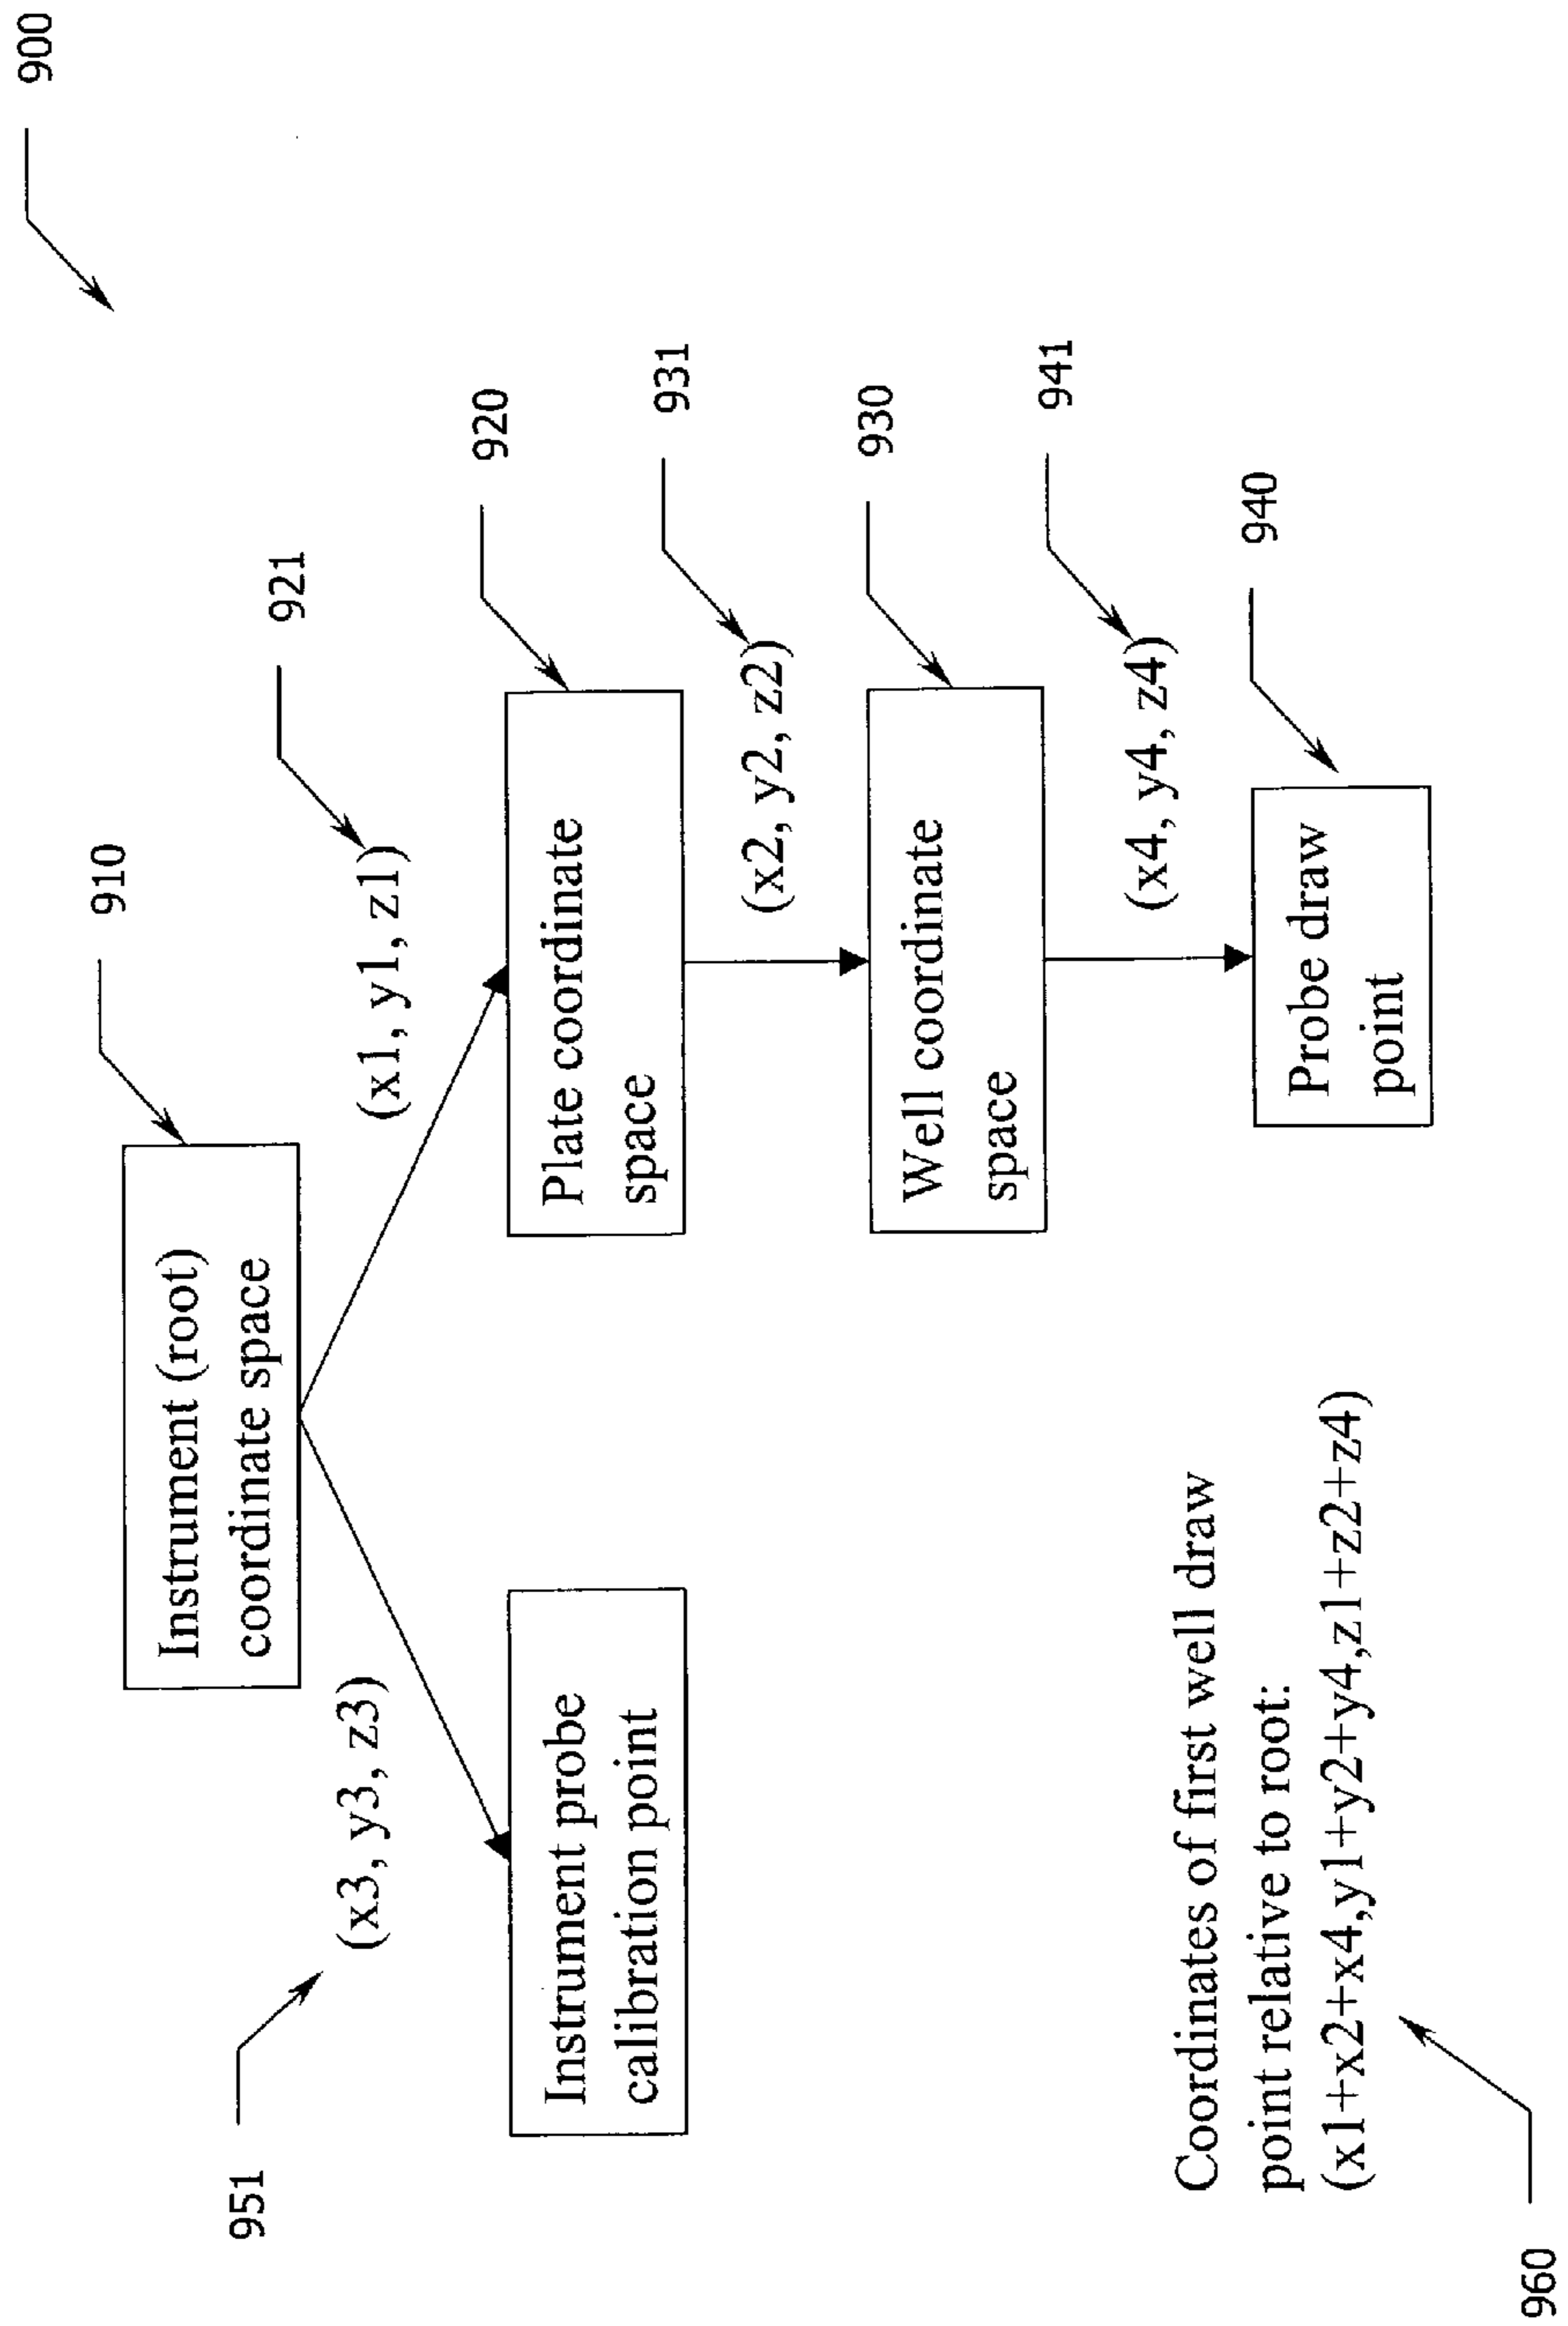 900
910
Instrument (root)
coordinate space
921
(x1, y1, z1)
951
(x3, y3, z3)
920
Plate coordinate
space
Instrument probe
calibration point
931
(x2, y2, z2)
930
Well coordinate
space
941
(x4, y4, z4)
940
Probe draw
point
Coordinates of first well draw
point relative to root:
(x1+x2+x4,y1+y2+y4,z1+z2+z4)
960